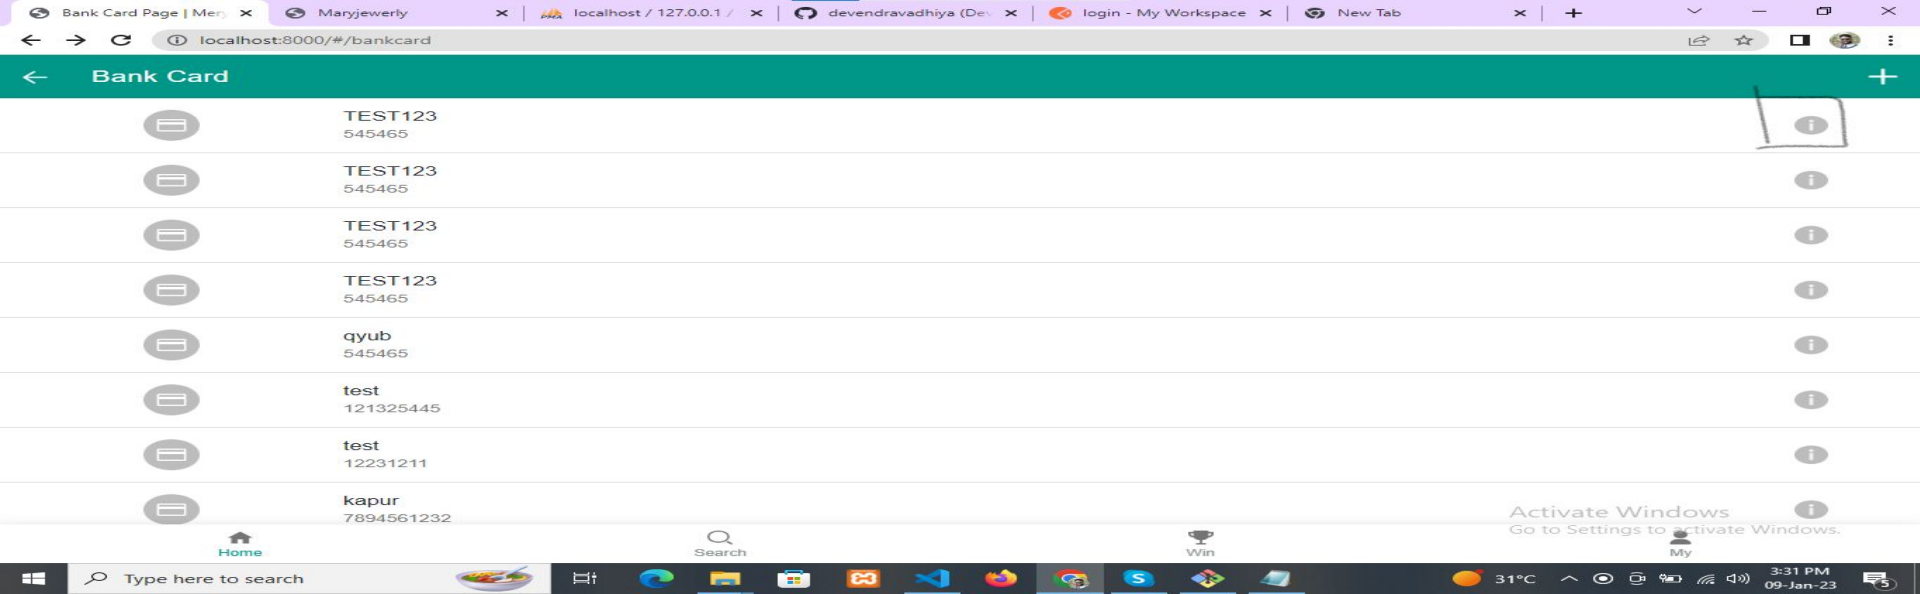 Bank Card Page | Mer
Maryjewerly
localhost / 127.0.0.1 /
devendravadhiya (De
login - My Workspace
New Tab
localhost:8000/#/bankcard
Bank Card
TEST123
545465
TEST123
545465
TEST123
545465
TEST123
545465
qyub
545465
test
121325445
test
12231211
kapur
7894561232
Activate Windows
Go to Settings to activate Windows.
Home
Search
Win
My
Type here to search
31°C
3:31 PM
09-Jan-23
5